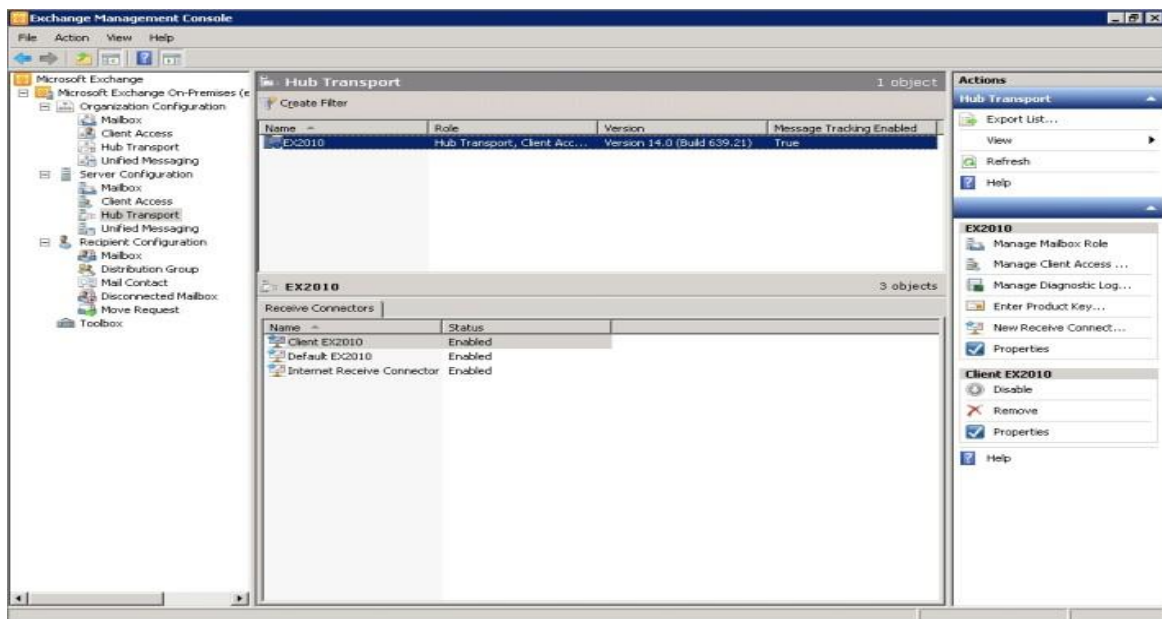 Exchange Management Console
File Action View Help
Microsoft Exchange
Microsoft Exchange On-Premises (e
Organization Configuration
Mailbox
Client Access
Hub Transport
Unified Messaging
Server Configuration
Mailbox
Client Access
Hub Transport
Unified Messaging
Recipient Configuration
Mailbox
Distribution Group
Mail Contact
Disconnected Mailbox
Move Request
Toolbox
Hub Transport 1 object
Create Filter
Name Role Version Message Tracking Enabled
EX2010 Hub Transport, Client Acc... Version 14.0 (Build 639.21) True
EX2010 3 objects
Receive Connectors
Name Status
Client EX2010 Enabled
Default EX2010 Enabled
Internet Receive Connector Enabled
Actions
Hub Transport
Export List...
View
Refresh
Help
EX2010
Manage Mailbox Role
Manage Client Access ...
Manage Diagnostic Log...
Enter Product Key...
New Receive Connect...
Properties
Client EX2010
Disable
Remove
Properties
Help